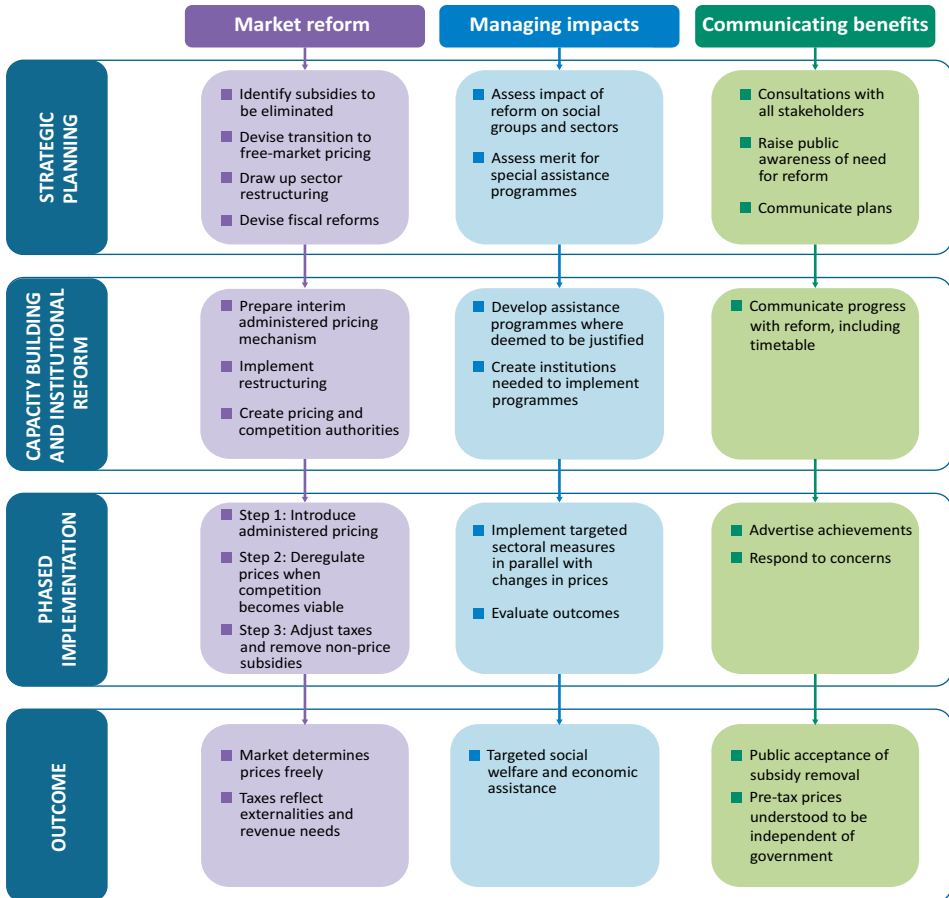 Market reform
Managing impacts
Communicating benefits
STRATEGIC
PLANNING
Identify subsidies to
be eliminated
Devise transition to
free-market pricing
Draw up sector
restructuring
Devise fiscal reforms
Assess impact of
reform on social
groups and sectors
Assess merit for
special assistance
programmes
Consultations with
all stakeholders
Raise public
awareness of need
for reform
Communicate plans
CAPACITY BUILDING
AND INSTITUTIONAL
REFORM
Prepare interim
administered pricing
mechanism
Implement
restructuring
Create pricing and
competition authorities
Develop assistance
programmes where
deemed to be justified
Create institutions
needed to implement
programmes
Communicate progress
with reform, including
timetable
PHASED
IMPLEMENTATION
Step 1: Introduce
administered pricing
Step 2: Deregulate
prices when
competition
becomes viable
Step 3: Adjust taxes
and remove non-price
subsidies
Implement targeted
sectoral measures
in parallel with
changes in prices
Evaluate outcomes
Advertise achievements
Respond to concerns
OUTCOME
Market determines
prices freely
Taxes reflect
externalities and
revenue needs
Targeted social
welfare and economic
assistance
Public acceptance of
subsidy removal
Pre-tax prices
understood to be
independent of
government